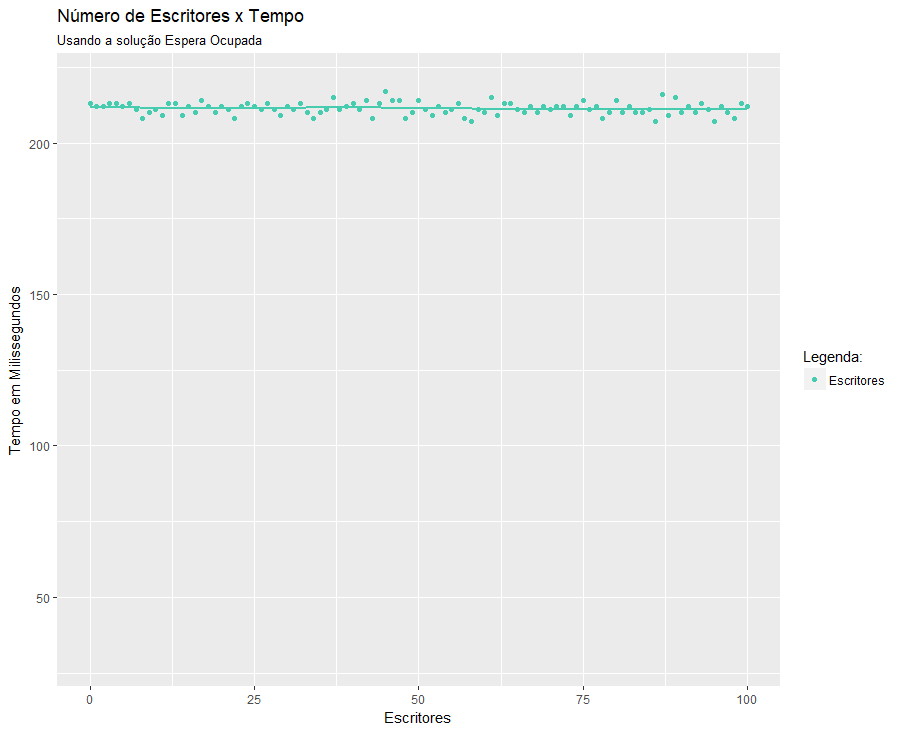 Número de Escritores x Tempo
Usando a solução Espera Ocupada
Tempo em Milissegundos
200
150
100
50
0
25
50
75
100
Escritores
Legenda:
Escritores